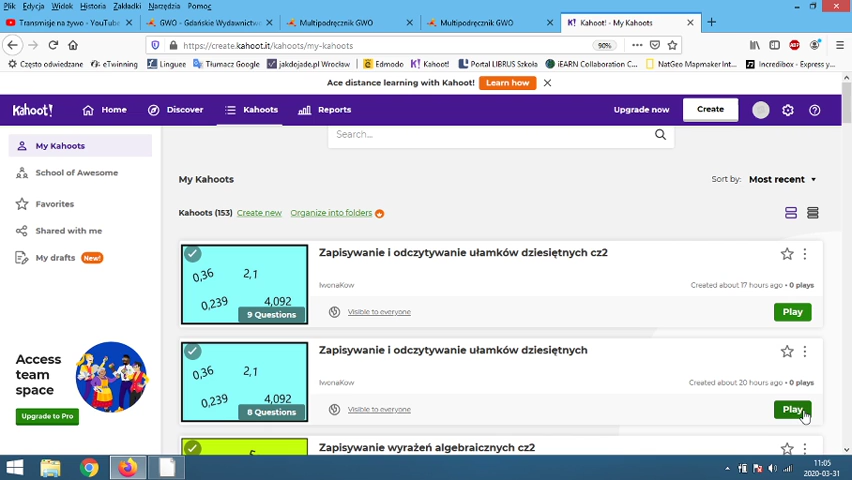 Plik Edycja Widok Historia Zakładki Narzędzia Pomoc
Transmisje na żywo - YouTube
GWO - Gdańskie Wydawnictwo
Multipodręcznik GWO
Multipodręcznik GWO
Kahoot! - My Kahoots
https://create.kahoot.it/kahoots/my-kahoots
90%
ABP
Często odwiedzane
eTwinning
Linguee
Tłumacz Google
jakdojade.pl Wrocław
Edmodo
Kahoot!
Portal LIBRUS Szkoła
iEARN Collaboration C...
NatGeo Mapmaker Int...
Incredibox - Express y...
Ace distance learning with Kahoot! Learn how
Kahoot! Home Discover Kahoots Reports Upgrade now Create
My Kahoots
School of Awesome
Favorites
Shared with me
My drafts New!
Access team space
Upgrade to Pro
Search...
My Kahoots
Sort by: Most recent
Kahoots (153) Create new Organize into folders
0,36 2,1
0,239 4,092
9 Questions
Zapisywanie i odczytywanie ułamków dziesiętnych cz2
IwonaKow
Created about 17 hours ago • 0 plays
Visible to everyone
Play
0,36 2,1
0,239 4,092
8 Questions
Zapisywanie i odczytywanie ułamków dziesiętnych
IwonaKow
Created about 20 hours ago • 0 plays
Visible to everyone
Play
Zapisywanie wyrażeń algebraicznych cz2
11:05
2020-03-31